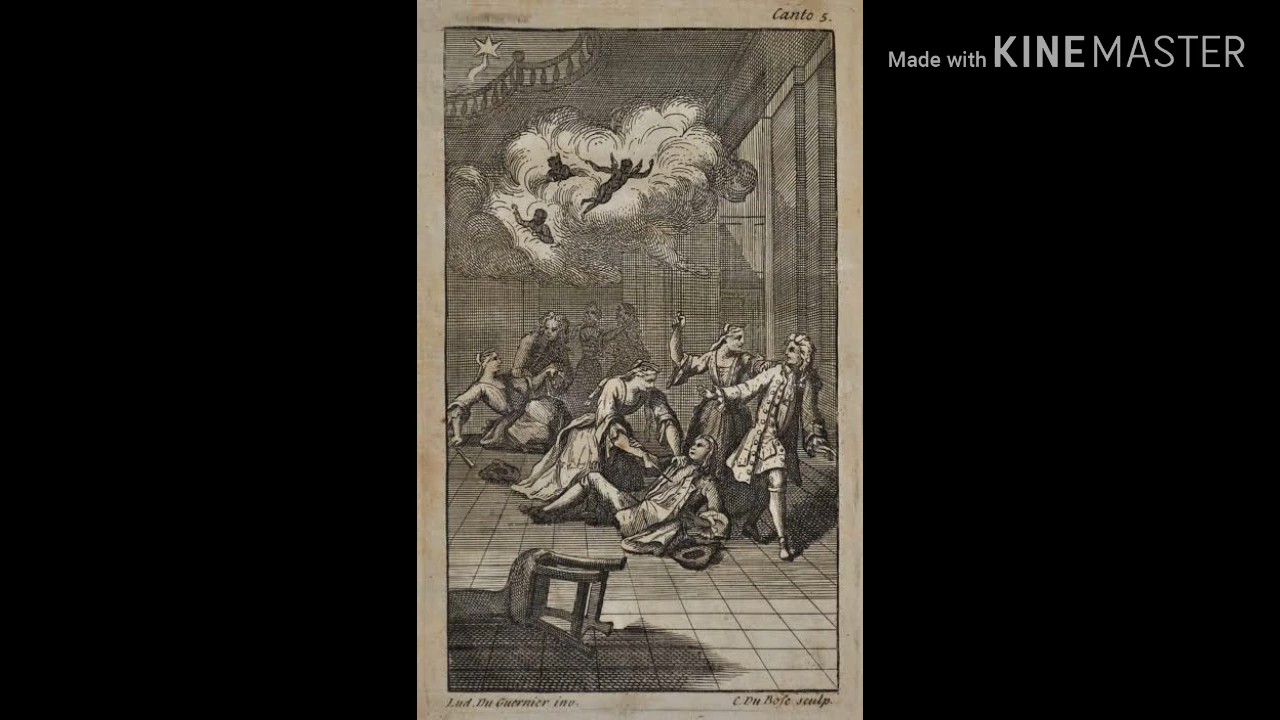 Canto 5.
Made with KINEMASTER
Lud. Du Guernier inv.
C. Du Bosc sculp.